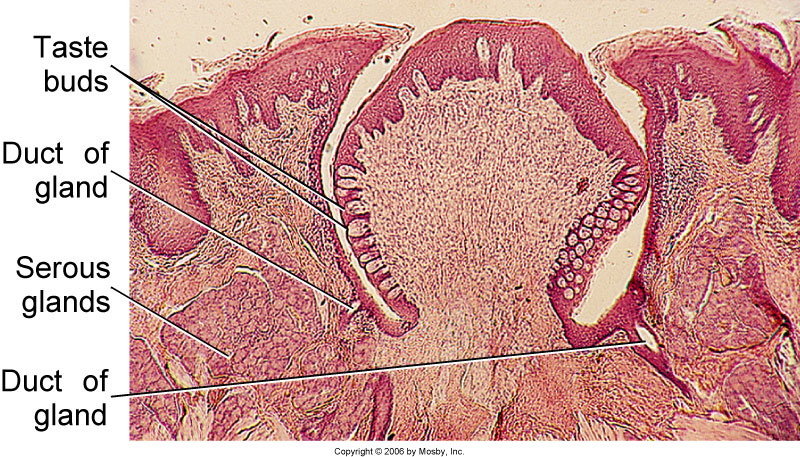 Taste
buds
Duct of
gland
Serous
glands
Duct of
gland
Copyright © 2006 by Mosby, Inc.